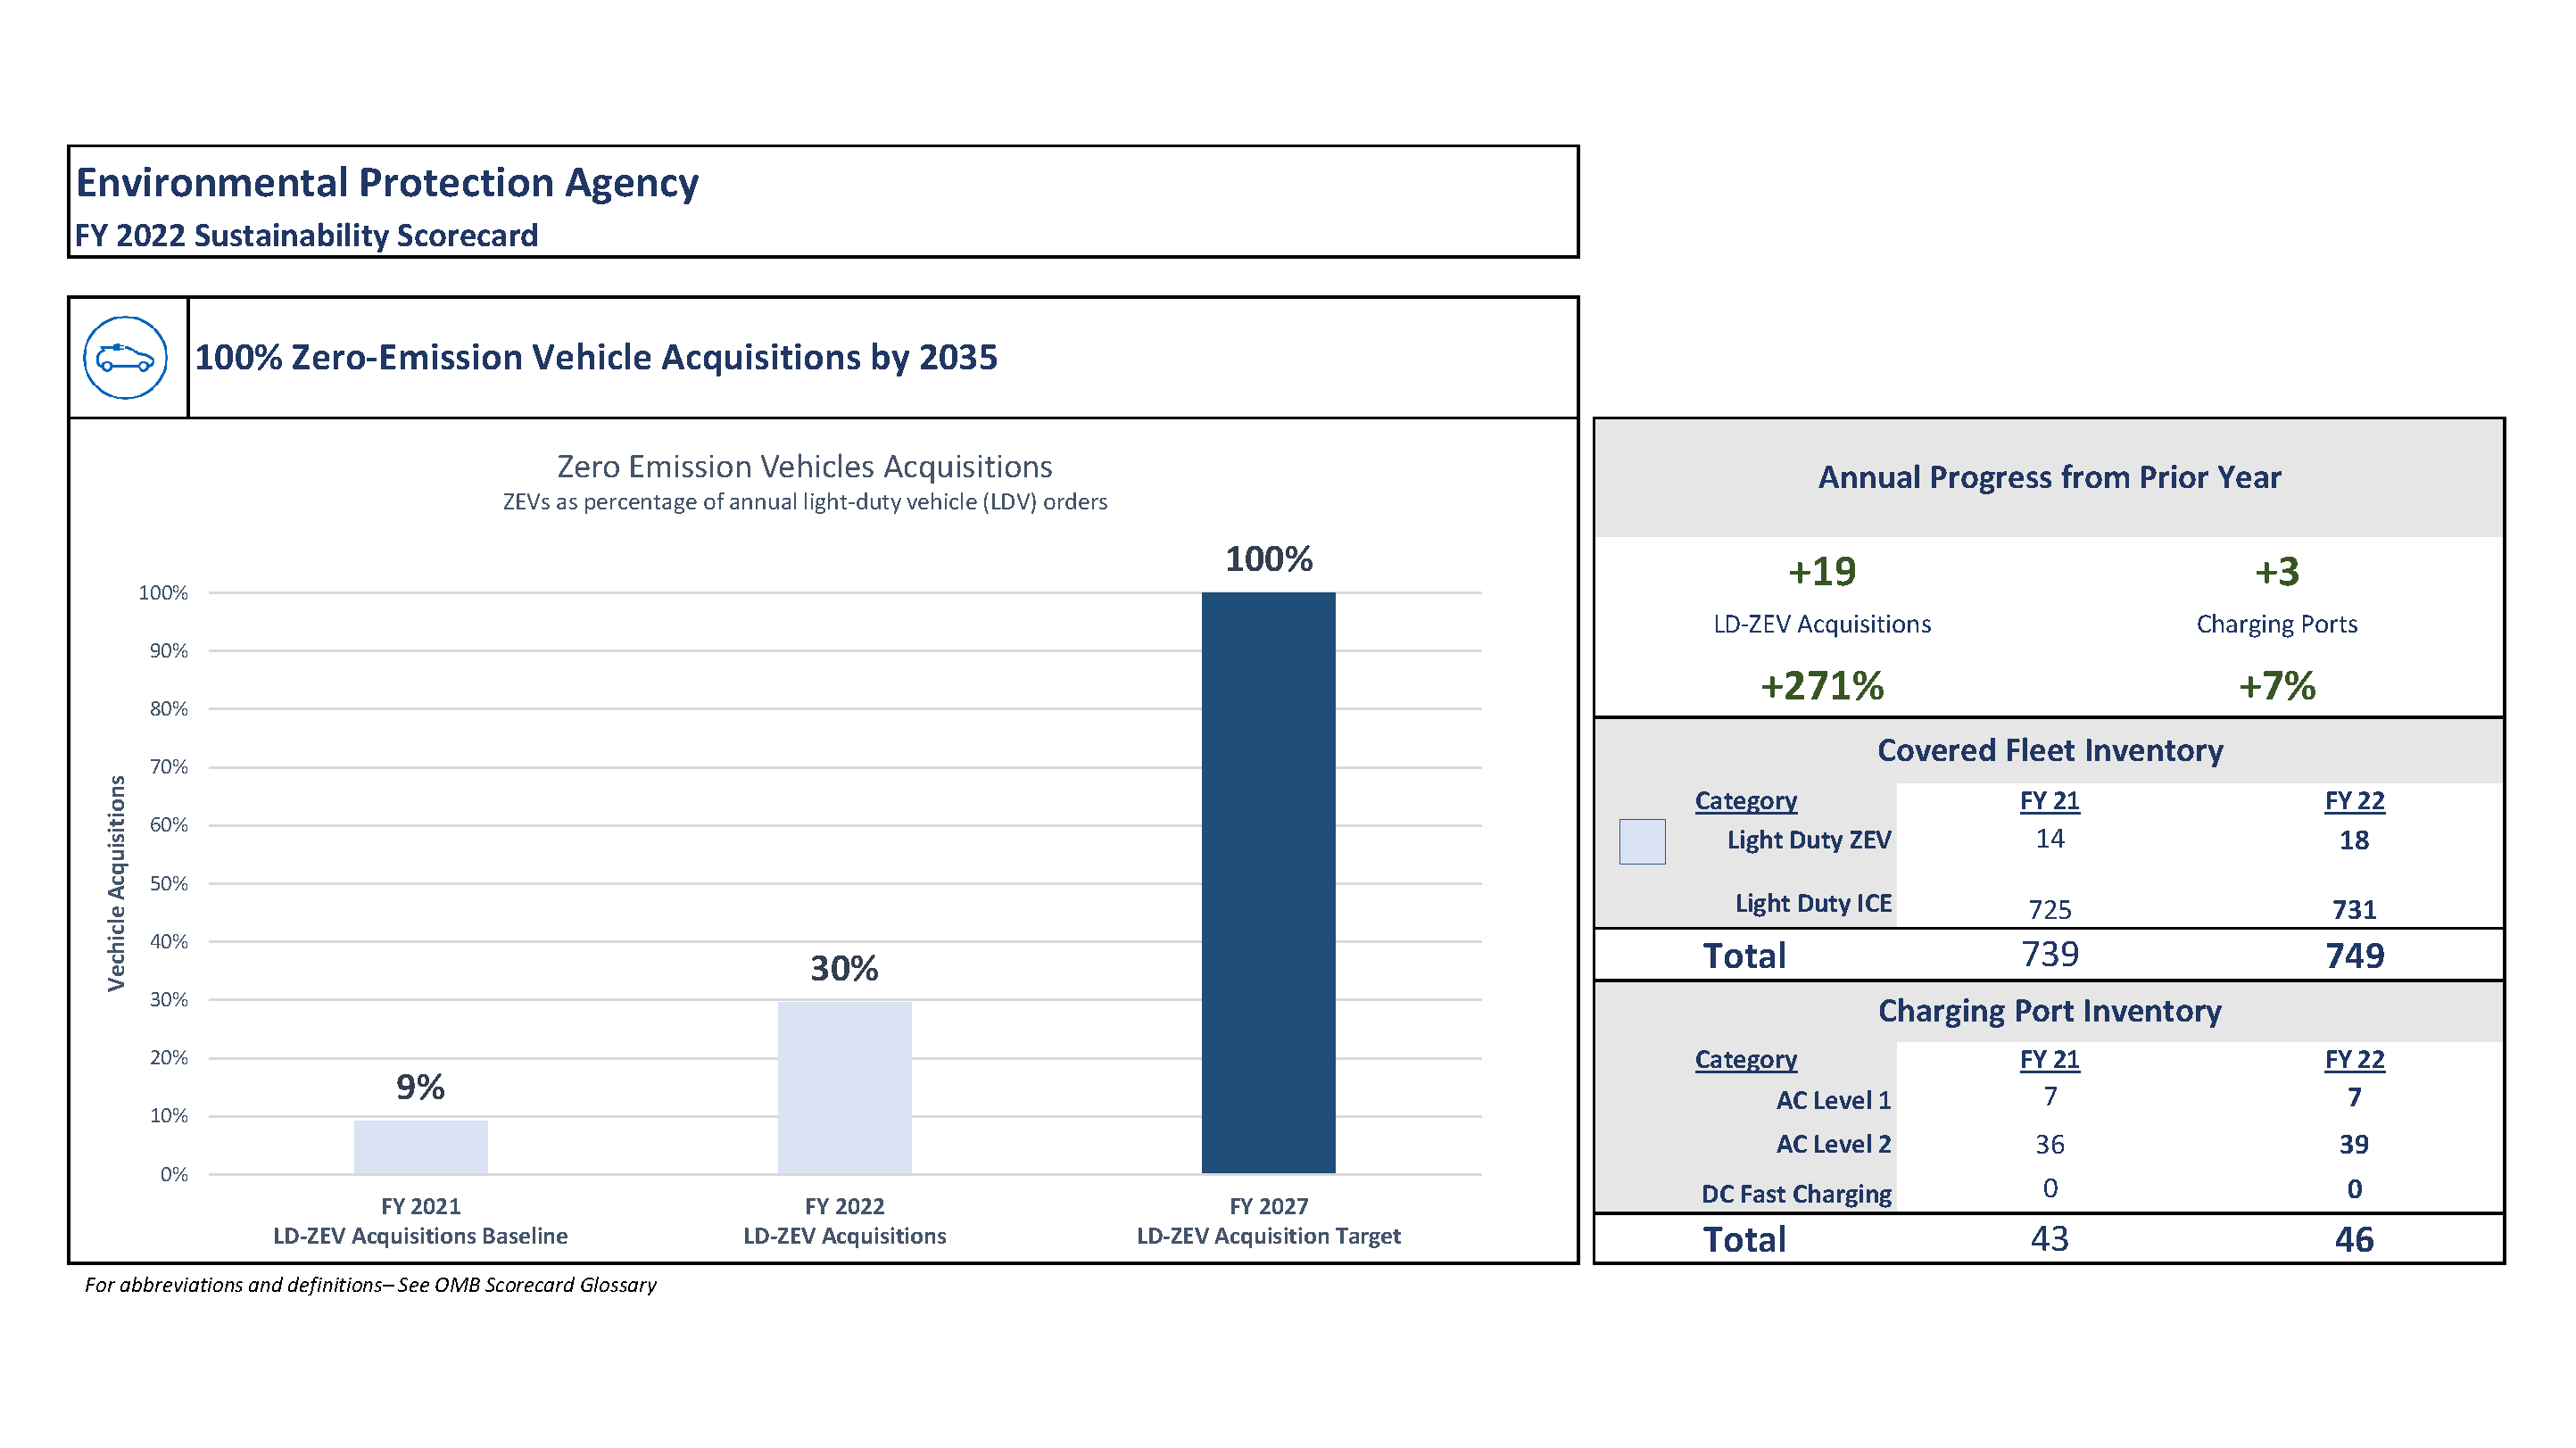 Environmental Protection Agency
FY 2022 Sustainability Scorecard
100% Zero-Emission Vehicle Acquisitions by 2035
Zero Emission Vehicles Acquisitions
ZEVs as percentage of annual light-duty vehicle (LDV) orders
Vechicle Acquisitions
100%
90%
80%
70%
60%
50%
40%
30%
20%
10%
0%
9%
30%
100%
FY 2021
LD-ZEV Acquisitions Baseline
FY 2022
LD-ZEV Acquisitions
FY 2027
LD-ZEV Acquisition Target
For abbreviations and definitions– See OMB Scorecard Glossary
Annual Progress from Prior Year
+19 +3
LD-ZEV Acquisitions Charging Ports
+271% +7%
Covered Fleet Inventory
Category FY 21 FY 22
Light Duty ZEV 14 18
Light Duty ICE 725 731
Total 739 749
Charging Port Inventory
Category FY 21 FY 22
AC Level 1 7 7
AC Level 2 36 39
DC Fast Charging 0 0
Total 43 46